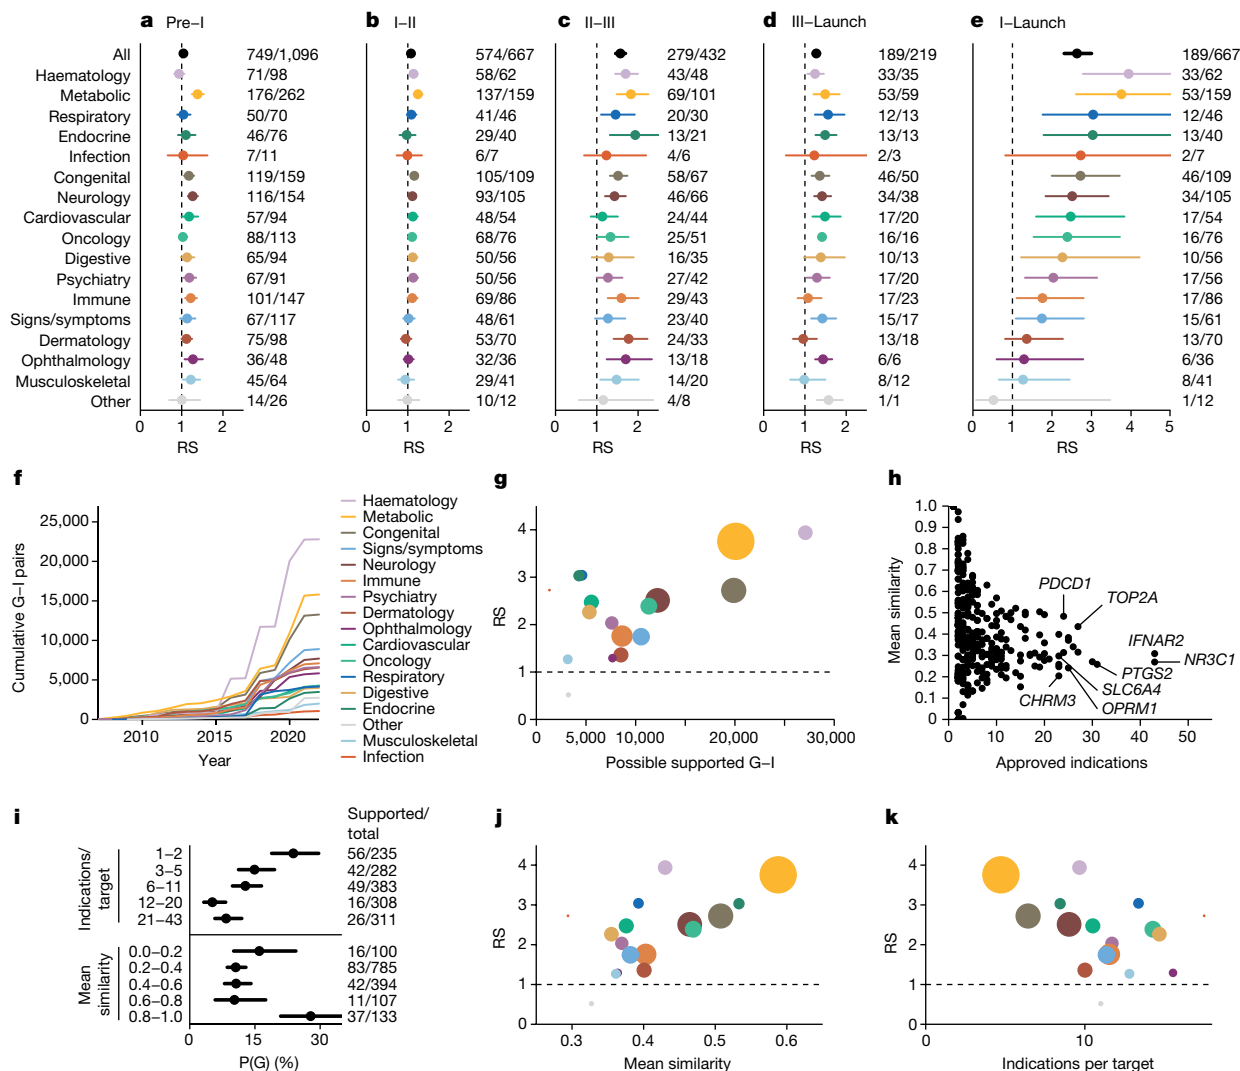 a Pre-I
b I–II
c II–III
d III–Launch
e I–Launch
All 749/1,096 574/667 279/432 189/219 189/667
Haematology 71/98 58/62 43/48 33/35 33/62
Metabolic 176/262 137/159 69/101 53/59 53/159
Respiratory 50/70 41/46 20/30 12/13 12/46
Endocrine 46/76 29/40 13/21 13/13 13/40
Infection 7/11 6/7 4/6 2/3 2/7
Congenital 119/159 105/109 58/67 46/50 46/109
Neurology 116/154 93/105 46/66 34/38 34/105
Cardiovascular 57/94 48/54 24/44 17/20 17/54
Oncology 88/113 68/76 25/51 16/16 16/76
Digestive 65/94 50/56 16/35 10/13 10/56
Psychiatry 67/91 50/56 27/42 17/20 17/56
Immune 101/147 69/86 29/43 17/23 17/86
Signs/symptoms 67/117 48/61 23/40 15/17 15/61
Dermatology 75/98 53/70 24/33 13/18 13/70
Ophthalmology 36/48 32/36 13/18 6/6 6/36
Musculoskeletal 45/64 29/41 14/20 8/12 8/41
Other 14/26 10/12 4/8 1/1 1/12
0 1 2 0 1 2 0 1 2 0 1 2 0 1 2 3 4 5
RS RS RS RS RS
f
Cumulative G–I pairs
25,000
20,000
15,000
10,000
5,000
0
2010 2015 2020
Year
Haematology
Metabolic
Congenital
Signs/symptoms
Neurology
Immune
Psychiatry
Dermatology
Ophthalmology
Cardiovascular
Oncology
Respiratory
Digestive
Endocrine
Other
Musculoskeletal
Infection
g
RS
4
3
2
1
0
0 5,000 10,000 20,000 30,000
Possible supported G–I
h
Mean similarity
1.0
0.9
0.8
0.7
0.6
0.5
0.4
0.3
0.2
0.1
0
PDCD1
TOP2A
IFNAR2
NR3C1
PTGS2
SLC6A4
CHRM3
OPRM1
0 10 20 30 40 50
Approved indications
i
Supported/
total
Indications/
target
1–2 56/235
3–5 42/282
6–11 49/383
12–20 16/308
21–43 26/311
Mean
similarity
0.0–0.2 16/100
0.2–0.4 83/785
0.4–0.6 42/394
0.6–0.8 11/107
0.8–1.0 37/133
0 15 30
P(G) (%)
j
RS
4
3
2
1
0
0.3 0.4 0.5 0.6
Mean similarity
k
RS
4
3
2
1
0
0 10
Indications per target